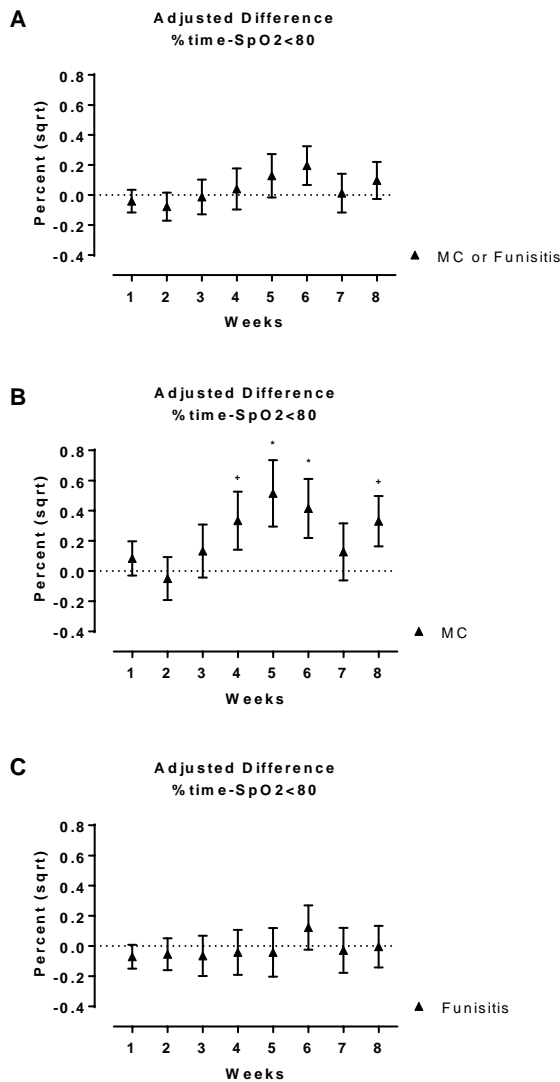 A
Adjusted Difference
%time-SpO2<80
Percent (sqrt)
0.8
0.6
0.4
0.2
0.0
-0.2
-0.4
1 2 3 4 5 6 7 8
Weeks
MC or Funisitis
B
Adjusted Difference
%time-SpO2<80
Percent (sqrt)
0.8
0.6
0.4
0.2
0.0
-0.2
-0.4
+ * * +
1 2 3 4 5 6 7 8
Weeks
MC
C
Adjusted Difference
%time-SpO2<80
Percent (sqrt)
0.8
0.6
0.4
0.2
0.0
-0.2
-0.4
1 2 3 4 5 6 7 8
Weeks
Funisitis